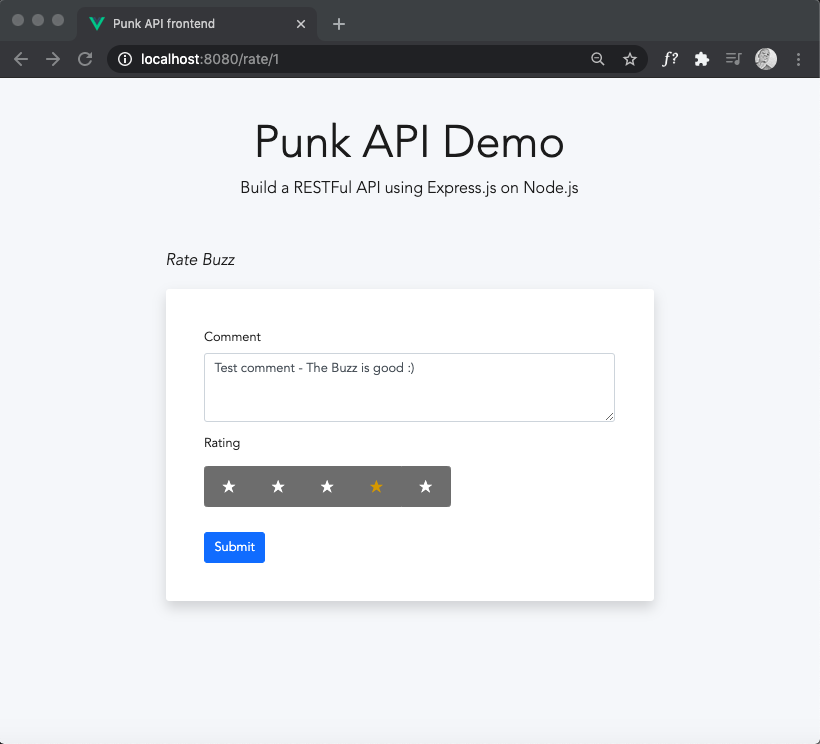 Punk API frontend
localhost:8080/rate/1
f?
Punk API Demo
Build a RESTFul API using Express.js on Node.js
Rate Buzz
Comment
Test comment - The Buzz is good :)
Rating
Submit